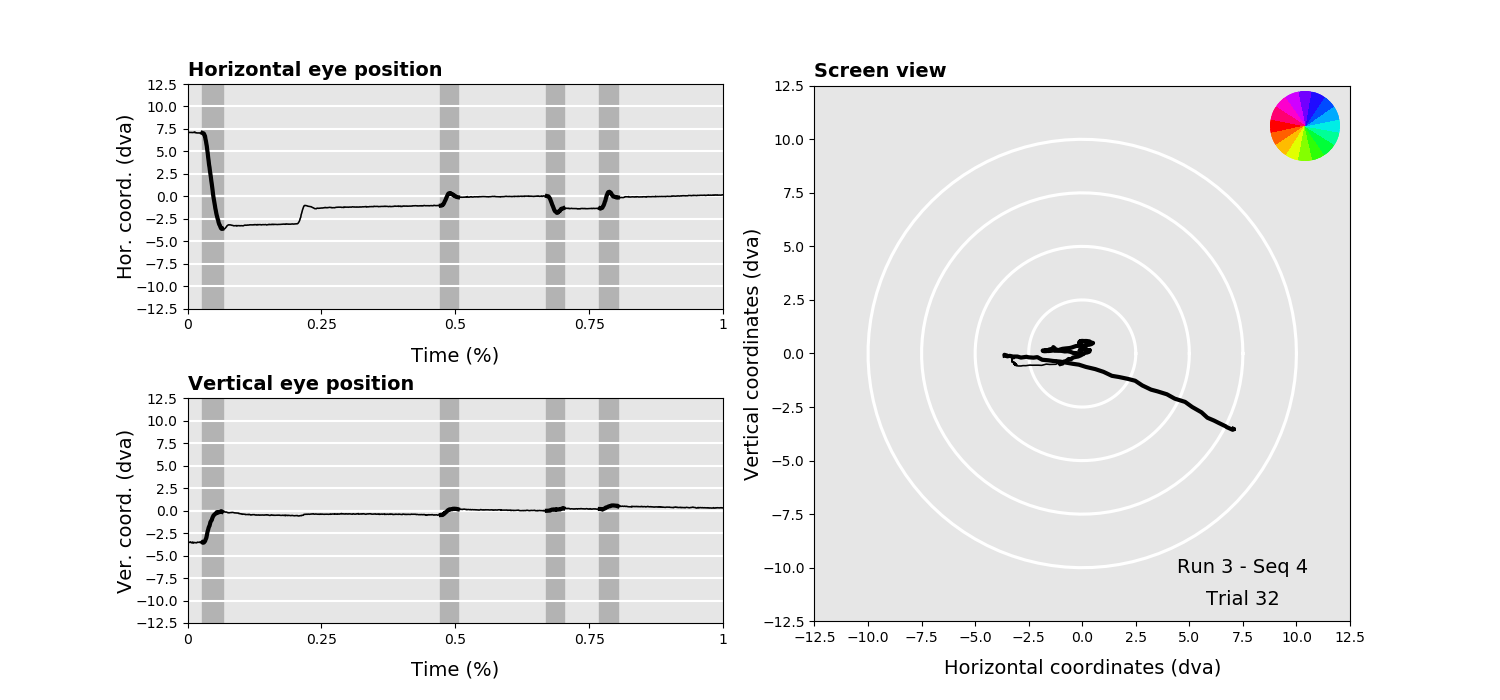 Horizontal eye position
Hor. coord. (dva)
12.5
10.0
7.5
5.0
2.5
0.0
−2.5
−5.0
−7.5
−10.0
−12.5
0 0.25 0.5 0.75 1
Time (%)
Vertical eye position
Ver. coord. (dva)
12.5
10.0
7.5
5.0
2.5
0.0
−2.5
−5.0
−7.5
−10.0
−12.5
0 0.25 0.5 0.75 1
Time (%)
Screen view
Vertical coordinates (dva)
12.5
10.0
7.5
5.0
2.5
0.0
−2.5
−5.0
−7.5
−10.0
−12.5
Run 3 - Seq 4
Trial 32
−12.5 −10.0 −7.5 −5.0 −2.5 0.0 2.5 5.0 7.5 10.0 12.5
Horizontal coordinates (dva)